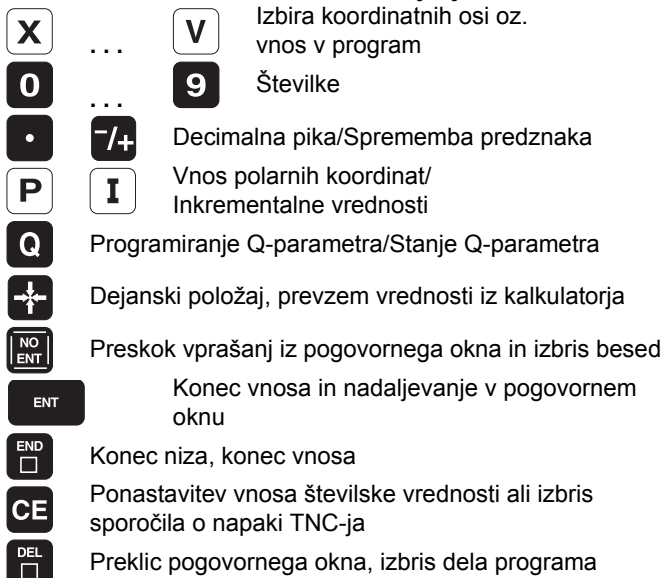 X ... V Izbira koordinatnih osi oz.
vnos v program
0 ... 9 Številke
. -/+ Decimalna pika/Sprememba predznaka
P I Vnos polarnih koordinat/
Inkrementalne vrednosti
Q Programiranje Q-parametra/Stanje Q-parametra
Dejanski položaj, prevzem vrednosti iz kalkulatorja
NO
ENT Preskok vprašanj iz pogovornega okna in izbris besed
ENT Konec vnosa in nadaljevanje v pogovornem
oknu
END Konec niza, konec vnosa
CE Ponastavitev vnosa številske vrednosti ali izbris
sporočila o napaki TNC-ja
DEL Preklic pogovornega okna, izbris dela programa